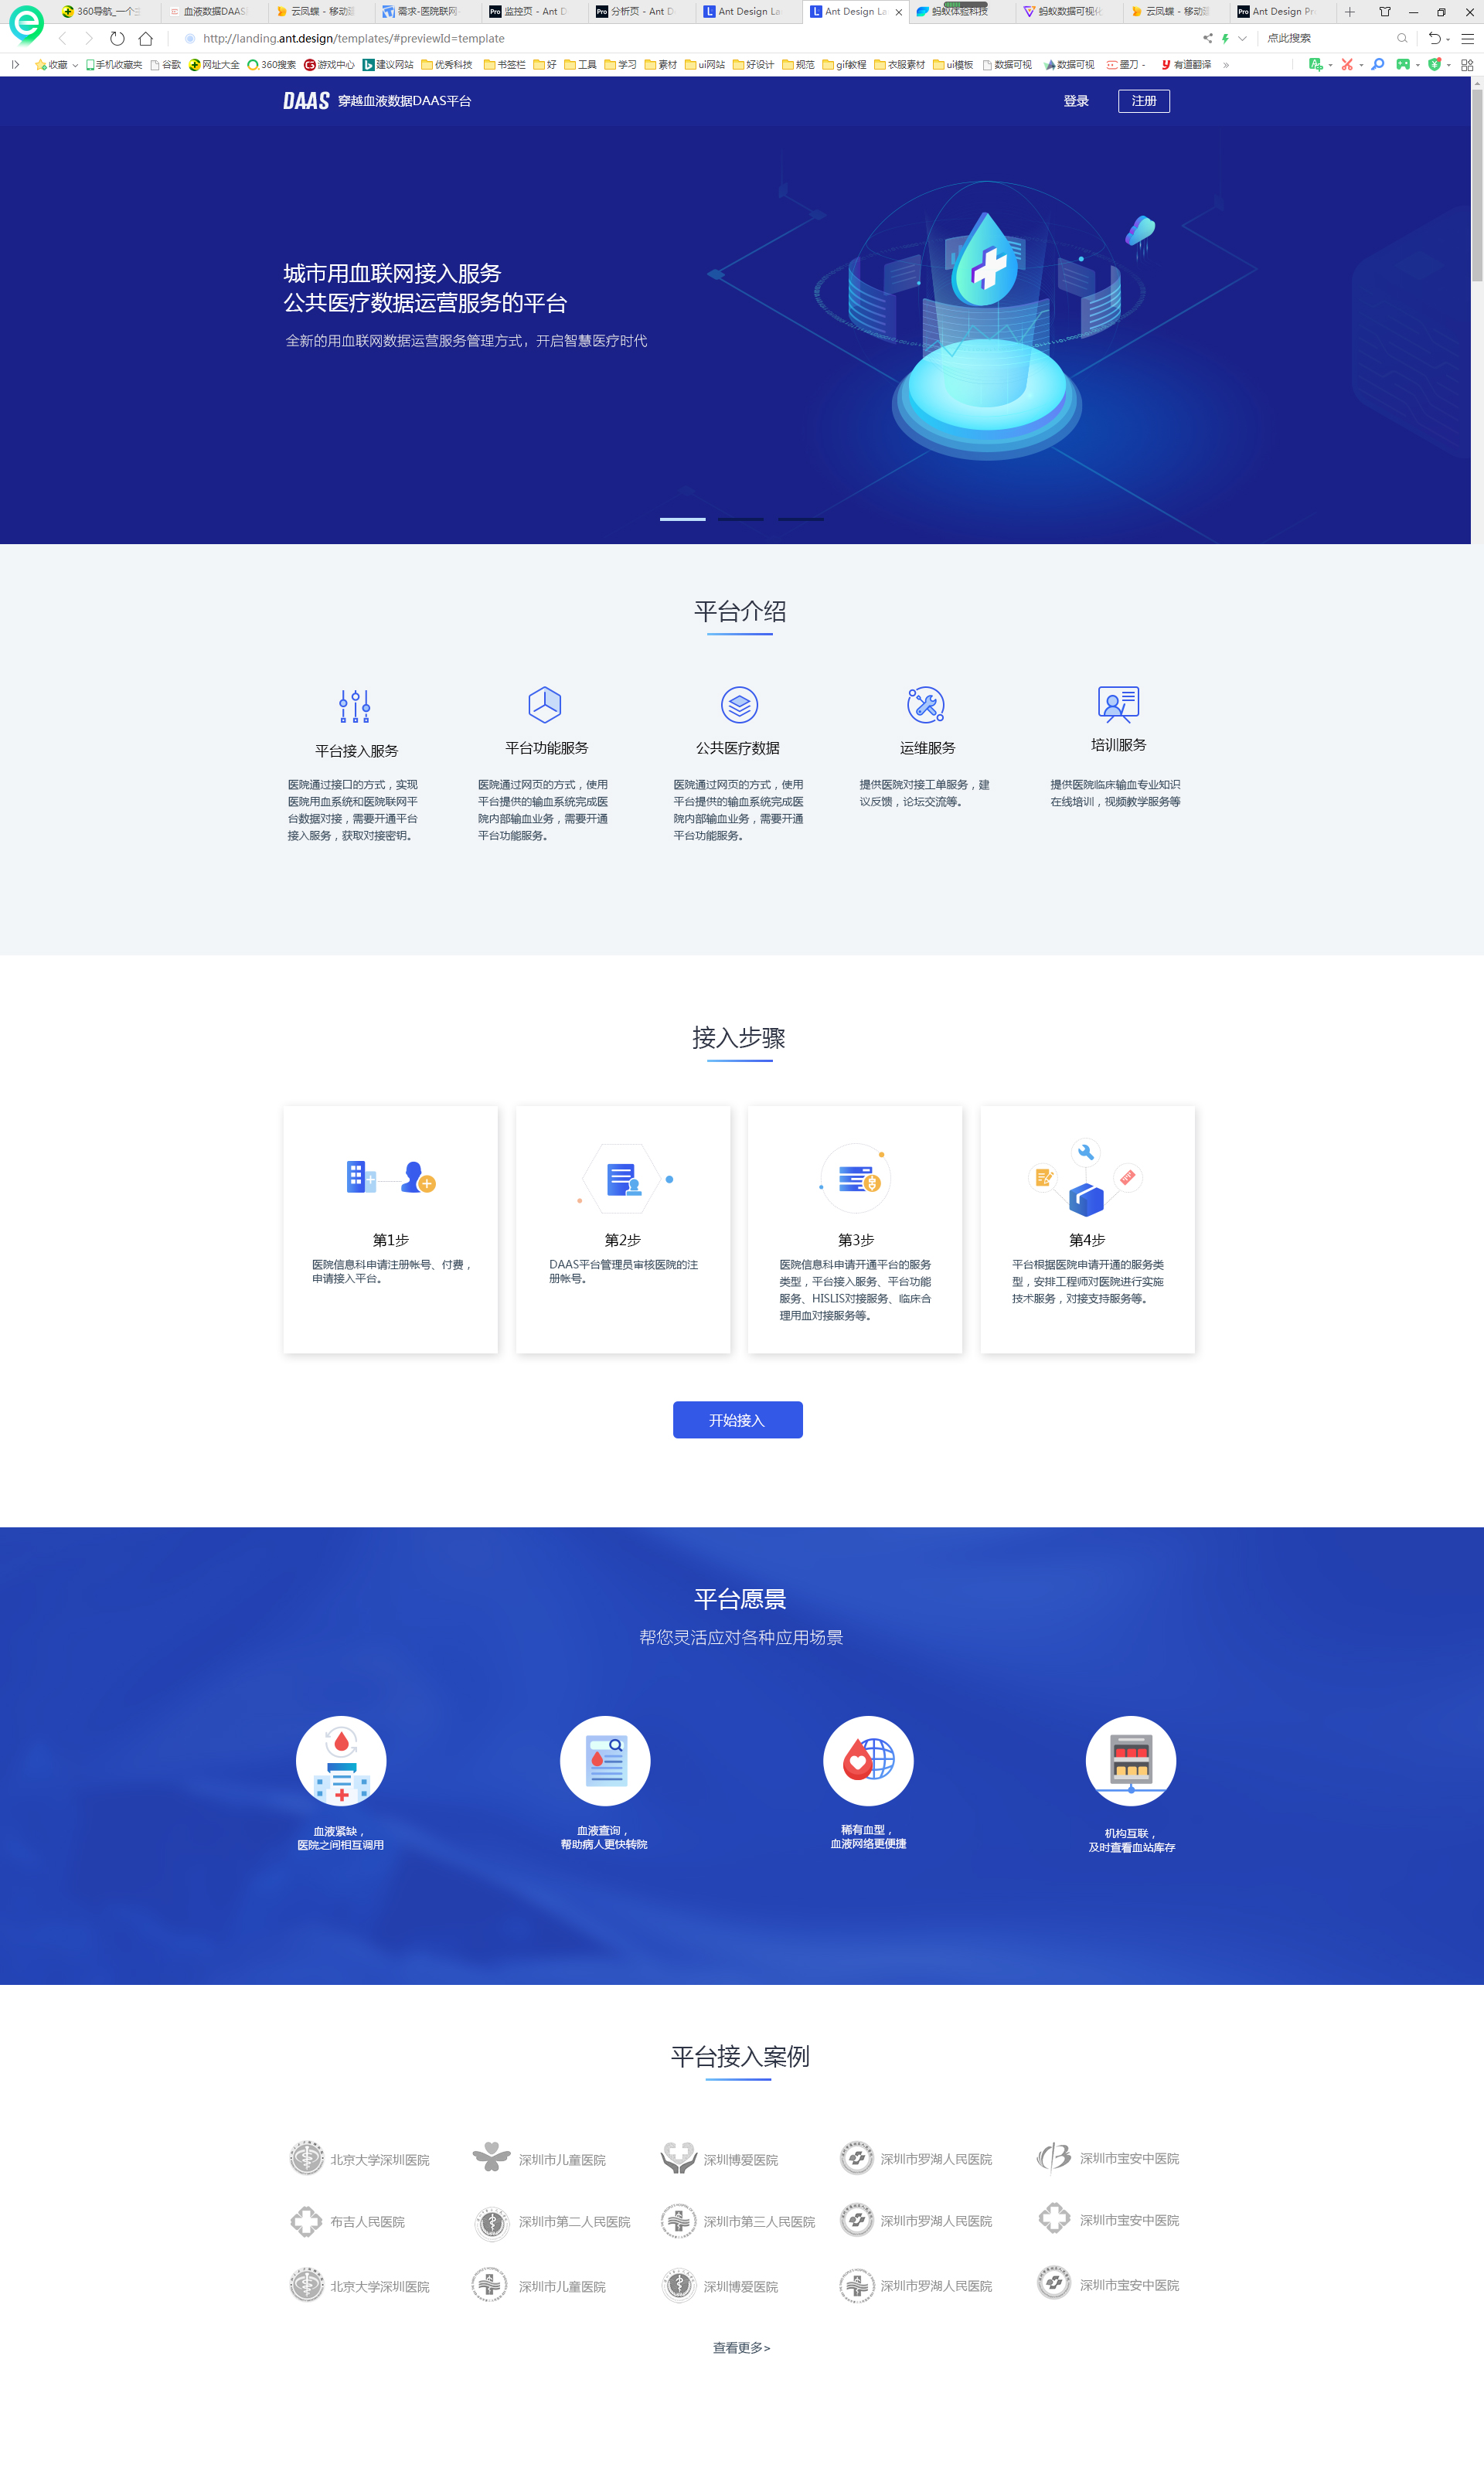 360导航_一个主
血液数据DAAS
云凤蝶 - 移动建
需求-医院联网-
监控页 - Ant D
分析页 - Ant D
Ant Design La
Ant Design La
蚂蚁体验科技
蚂蚁数据可视化
云凤蝶 - 移动建
Ant Design Pr
http://landing.ant.design/templates/#previewId=template
点此搜索
收藏
手机收藏夹
谷歌
网址大全
360搜索
游戏中心
建议网站
优秀科技
书签栏
好
工具
学习
素材
ui网站
好设计
规范
gif教程
衣服素材
ui模板
数据可视
数据可视
墨刀 -
有道翻译
»
DAAS 穿越血液数据DAAS平台
登录
注册
城市用血联网接入服务
公共医疗数据运营服务的平台
全新的用血联网数据运营服务管理方式，开启智慧医疗时代
平台介绍
平台接入服务
医院通过接口的方式，实现
医院用血系统和医院联网平
台数据对接，需要开通平台
接入服务，获取对接密钥。
平台功能服务
医院通过网页的方式，使用
平台提供的输血系统完成医
院内部输血业务，需要开通
平台功能服务。
公共医疗数据
医院通过网页的方式，使用
平台提供的输血系统完成医
院内部输血业务，需要开通
平台功能服务。
运维服务
提供医院对接工单服务，建
议反馈，论坛交流等。
培训服务
提供医院临床输血专业知识
在线培训，视频教学服务等
接入步骤
第1步
医院信息科申请注册帐号、付费，
申请接入平台。
第2步
DAAS平台管理员审核医院的注
册帐号。
第3步
医院信息科申请开通平台的服务
类型，平台接入服务、平台功能
服务、HISLIS对接服务、临床合
理用血对接服务等。
第4步
平台根据医院申请开通的服务类
型，安排工程师对医院进行实施
技术服务，对接支持服务等。
开始接入
平台愿景
帮您灵活应对各种应用场景
血液紧缺，
医院之间相互调用
血液查询，
帮助病人更快转院
稀有血型，
血液网络更便捷
机构互联，
及时查看血站库存
平台接入案例
北京大学深圳医院
深圳市儿童医院
深圳博爱医院
深圳市罗湖人民医院
深圳市宝安中医院
布吉人民医院
深圳市第二人民医院
深圳市第三人民医院
深圳市罗湖人民医院
深圳市宝安中医院
北京大学深圳医院
深圳市儿童医院
深圳博爱医院
深圳市罗湖人民医院
深圳市宝安中医院
查看更多>